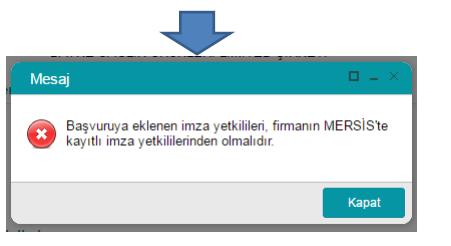 Mesaj
Başvuruya eklenen imza yetkilileri, firmanın MERSİS'te
kayıtlı imza yetkililerinden olmalıdır.
Kapat